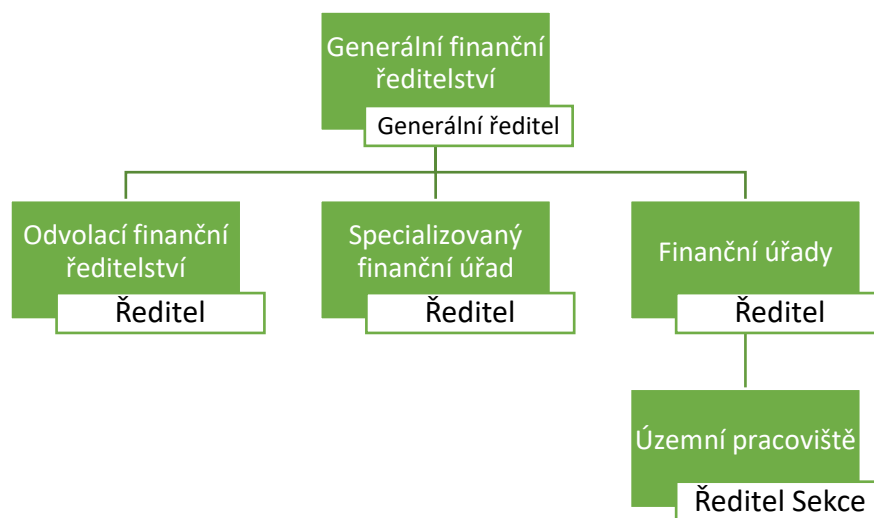 Generální finanční
ředitelství
Generální ředitel
Odvolací finanční
ředitelství
Ředitel
Specializovaný
finanční úřad
Ředitel
Finanční úřady
Ředitel
Územní pracoviště
Ředitel Sekce